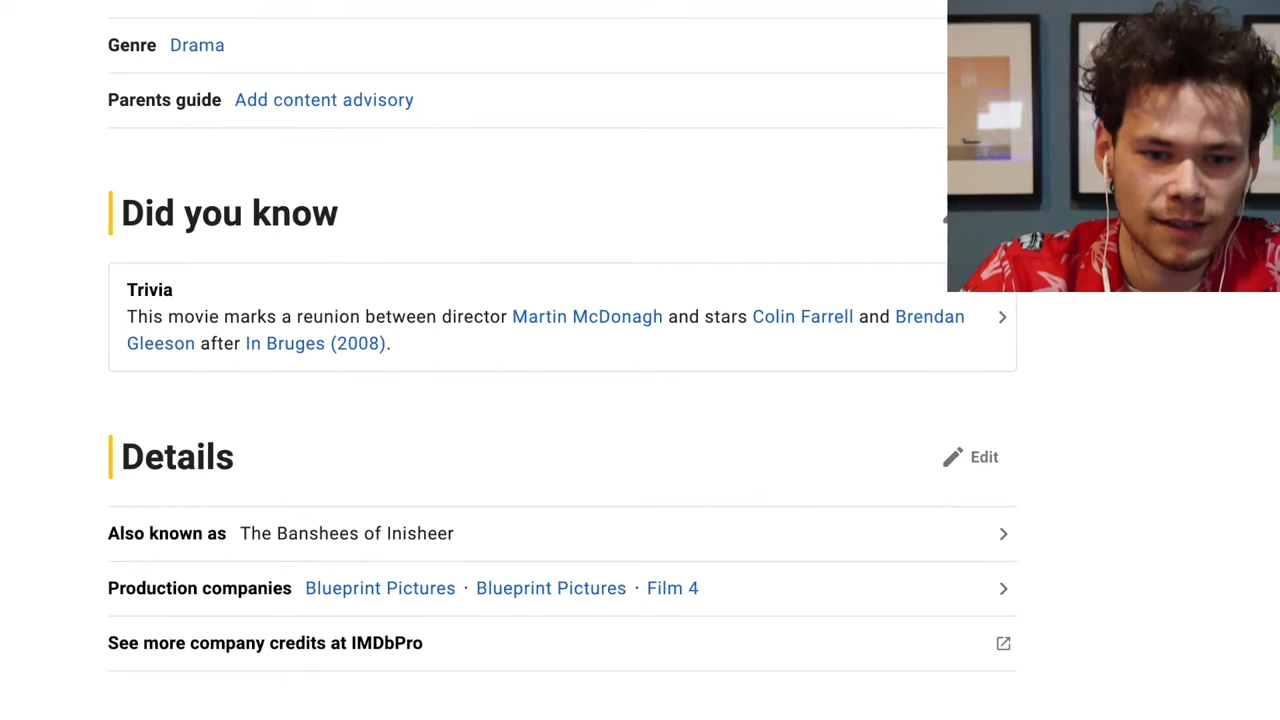 Genre Drama
Parents guide Add content advisory
Did you know
Trivia
This movie marks a reunion between director Martin McDonagh and stars Colin Farrell and Brendan
Gleeson after In Bruges (2008).
Details
Edit
Also known as The Banshees of Inisheer
Production companies Blueprint Pictures · Blueprint Pictures · Film 4
See more company credits at IMDbPro